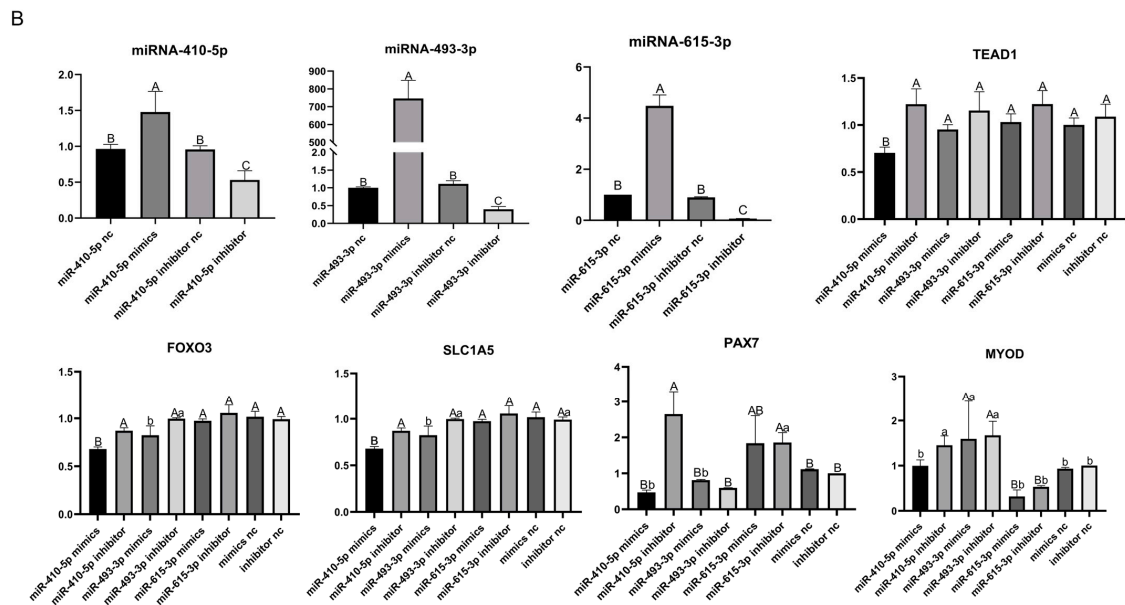 B
miRNA-410-5p
2.0
1.5
1.0
0.5
0.0
B
A
B
C
miR-410-5p nc
miR-410-5p mimics
miR-410-5p inhibitor nc
miR-410-5p inhibitor
miRNA-493-3p
900
800
700
600
500
2.0
1.5
1.0
0.5
0.0
B
A
B
C
miR-493-3p nc
miR-493-3p mimics
miR-493-3p inhibitor nc
miR-493-3p inhibitor
miRNA-615-3p
6
4
2
0
B
A
B
C
miR-615-3p nc
miR-615-3p mimics
miR-615-3p inhibitor nc
miR-615-3p inhibitor
TEAD1
1.5
1.0
0.5
0.0
B
A
A
A
A
A
A
A
miR-410-5p mimics
miR-410-5p inhibitor
miR-493-3p mimics
miR-493-3p inhibitor
miR-615-3p mimics
miR-615-3p inhibitor
mimics nc
inhibitor nc
FOXO3
1.5
1.0
0.5
0.0
B
A
b
Aa
A
A
A
A
miR-410-5p mimics
miR-410-5p inhibitor
miR-493-3p mimics
miR-493-3p inhibitor
miR-615-3p mimics
miR-615-3p inhibitor
mimics nc
inhibitor nc
SLC1A5
1.5
1.0
0.5
0.0
B
A
b
Aa
A
A
A
Aa
miR-410-5p mimics
miR-410-5p inhibitor
miR-493-3p mimics
miR-493-3p inhibitor
miR-615-3p mimics
miR-615-3p inhibitor
mimics nc
inhibitor nc
PAX7
4
3
2
1
0
Bb
A
Bb
B
AB
Aa
B
B
miR-410-5p mimics
miR-410-5p inhibitor
miR-493-3p mimics
miR-493-3p inhibitor
miR-615-3p mimics
miR-615-3p inhibitor
mimics nc
inhibitor nc
MYOD
3
2
1
0
b
a
Aa
Aa
Bb
Bb
b
b
miR-410-5p mimics
miR-410-5p inhibitor
miR-493-3p mimics
miR-493-3p inhibitor
miR-615-3p mimics
miR-615-3p inhibitor
mimics nc
inhibitor nc